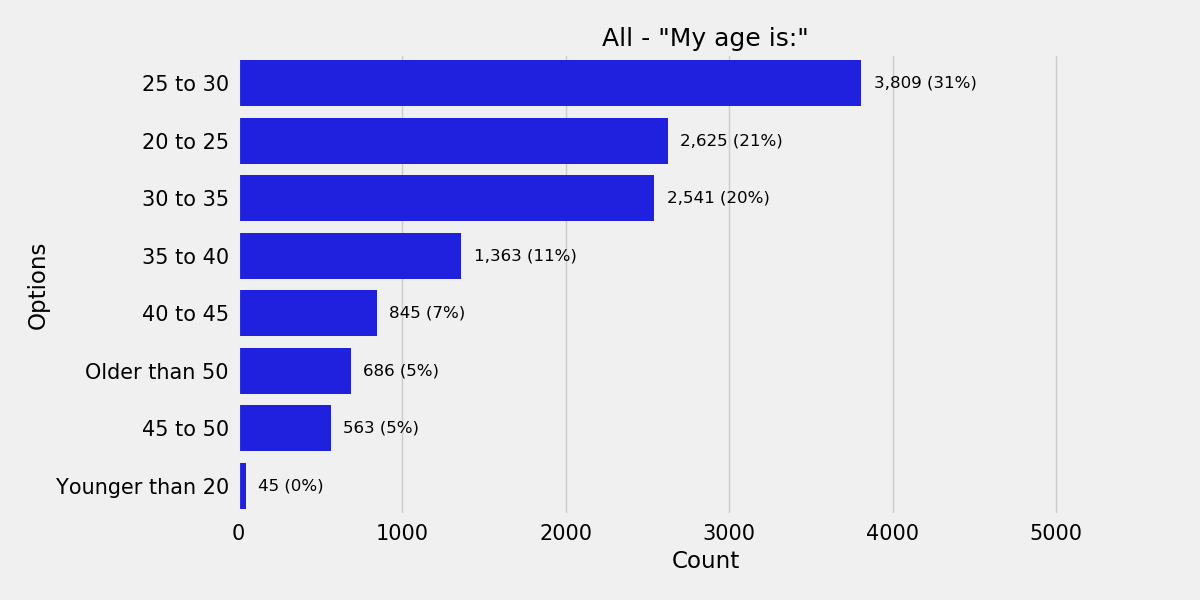 All - "My age is:"
25 to 30 3,809 (31%)
20 to 25 2,625 (21%)
30 to 35 2,541 (20%)
35 to 40 1,363 (11%)
40 to 45 845 (7%)
Older than 50 686 (5%)
45 to 50 563 (5%)
Younger than 20 45 (0%)
Options
0 1000 2000 3000 4000 5000
Count